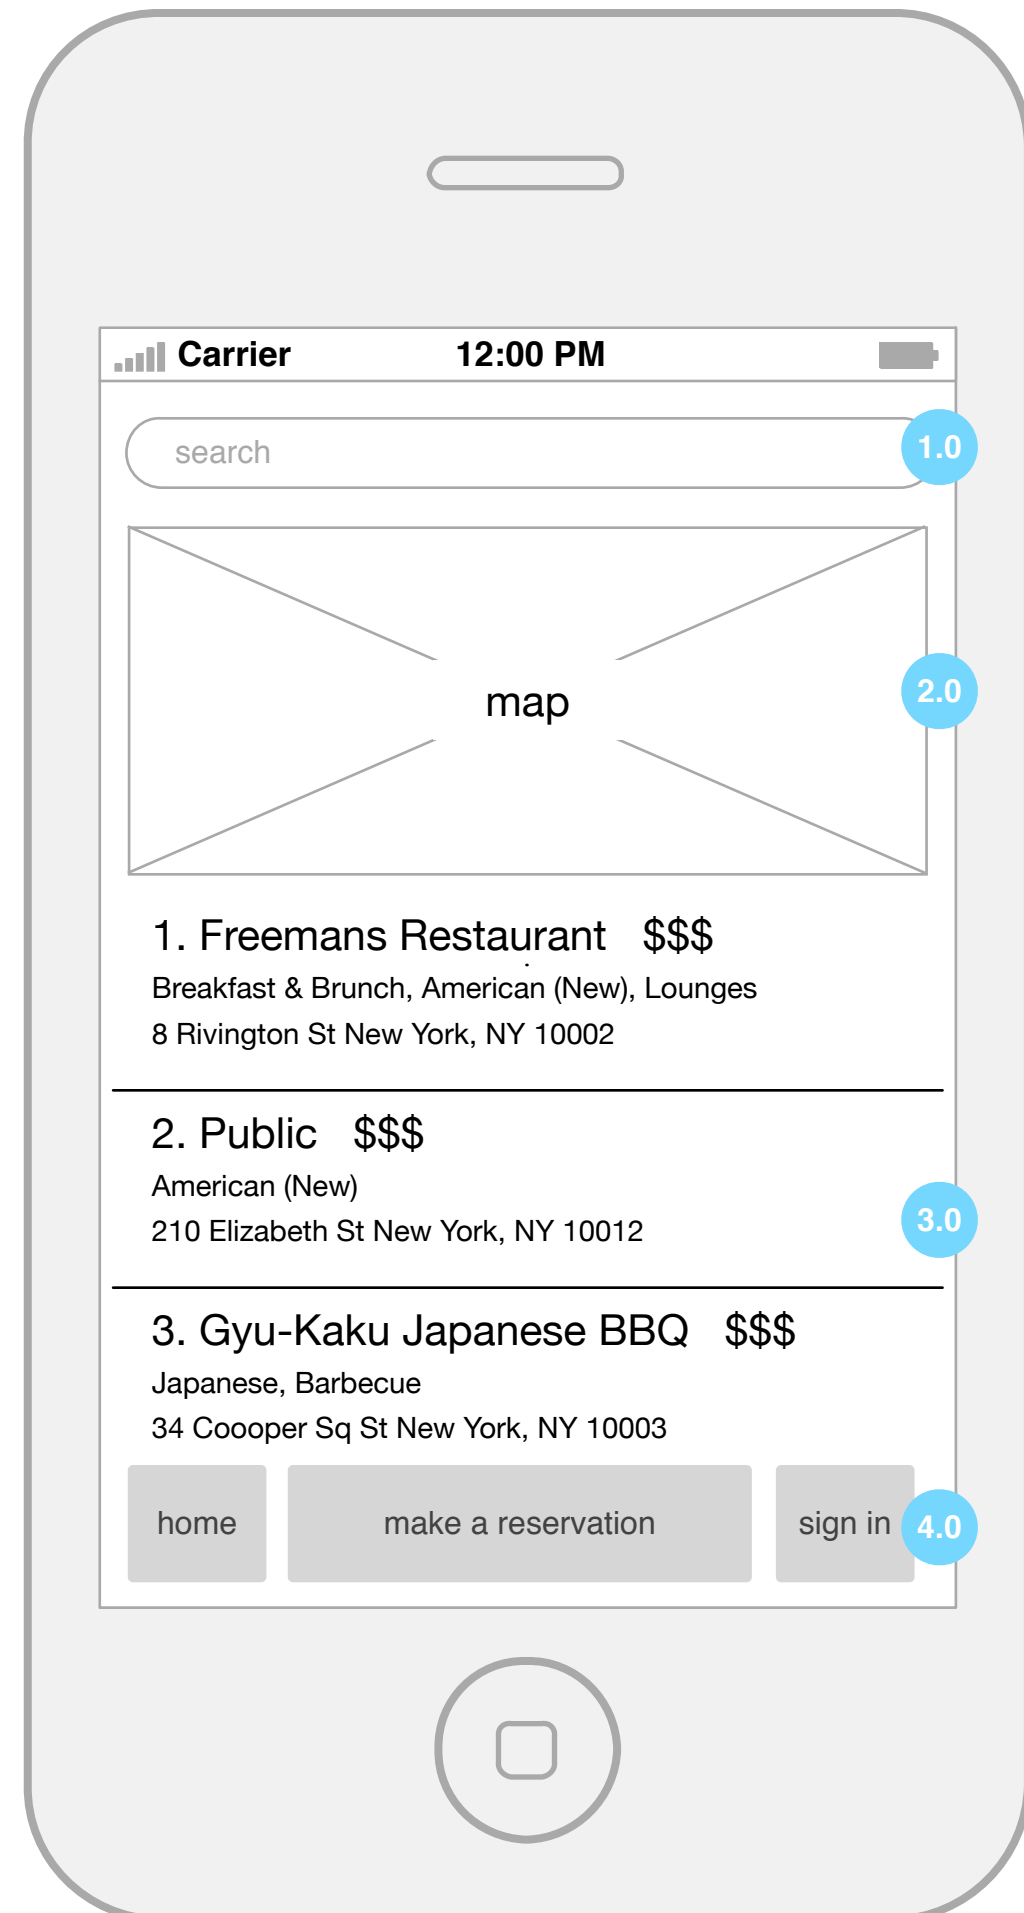 Carrier 12:00 PM
search 1.0
map 2.0
1. Freemans Restaurant $$$
Breakfast & Brunch, American (New), Lounges
8 Rivington St New York, NY 10002
2. Public $$$
American (New)
210 Elizabeth St New York, NY 10012 3.0
3. Gyu-Kaku Japanese BBQ $$$
Japanese, Barbecue
34 Coooper Sq St New York, NY 10003
home make a reservation sign in 4.0